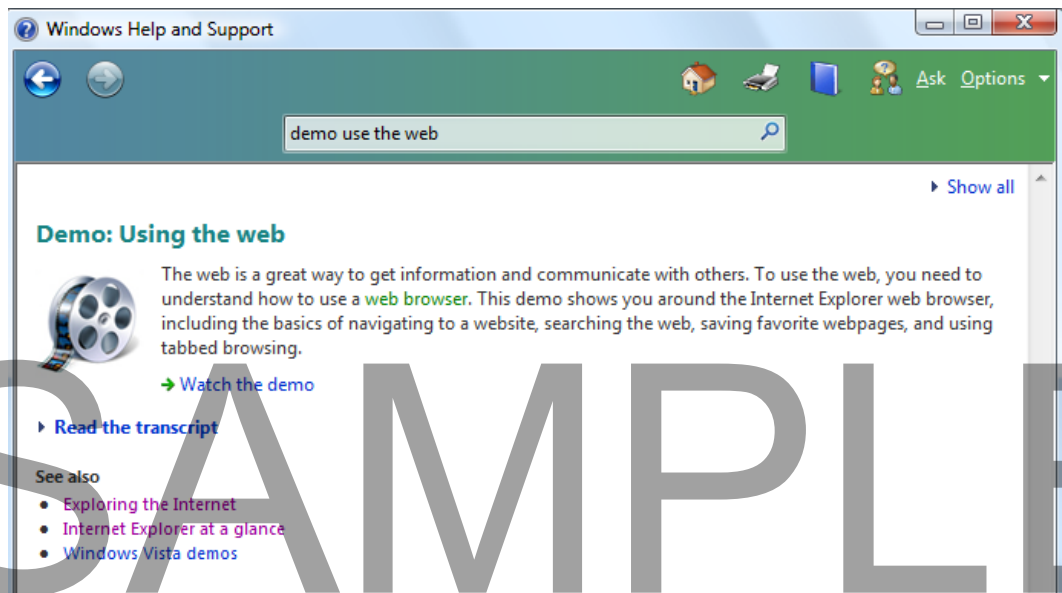 Windows Help and Support
Ask Options
demo use the web
Show all
Demo: Using the web
The web is a great way to get information and communicate with others. To use the web, you need to
understand how to use a web browser. This demo shows you around the Internet Explorer web browser,
including the basics of navigating to a website, searching the web, saving favorite webpages, and using
tabbed browsing.
Watch the demo
Read the transcript
See also
• Exploring the Internet
• Internet Explorer at a glance
• Windows Vista demos
SAMPLE